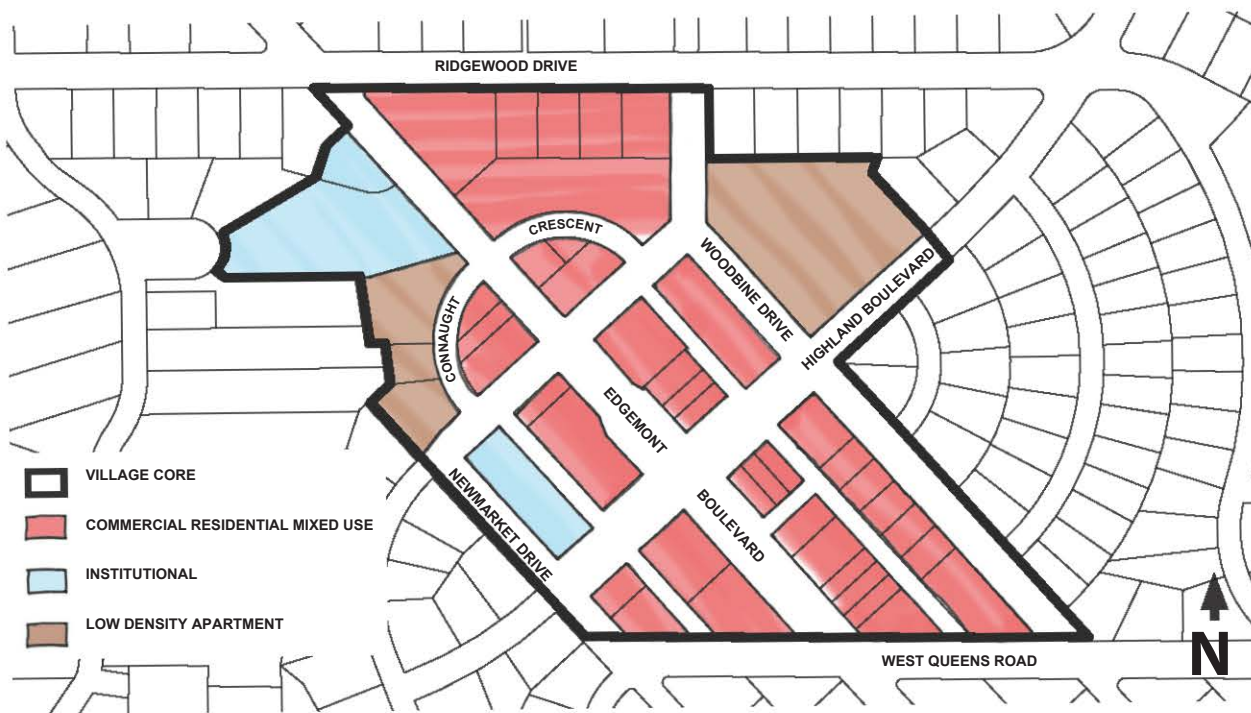 RIDGEWOOD DRIVE
CRESCENT
WOODBINE DRIVE
HIGHLAND BOULEVARD
CONNAUGHT
EDGEMONT
BOULEVARD
NEWMARKET DRIVE
WEST QUEENS ROAD
VILLAGE CORE
COMMERCIAL RESIDENTIAL MIXED USE
INSTITUTIONAL
LOW DENSITY APARTMENT
N